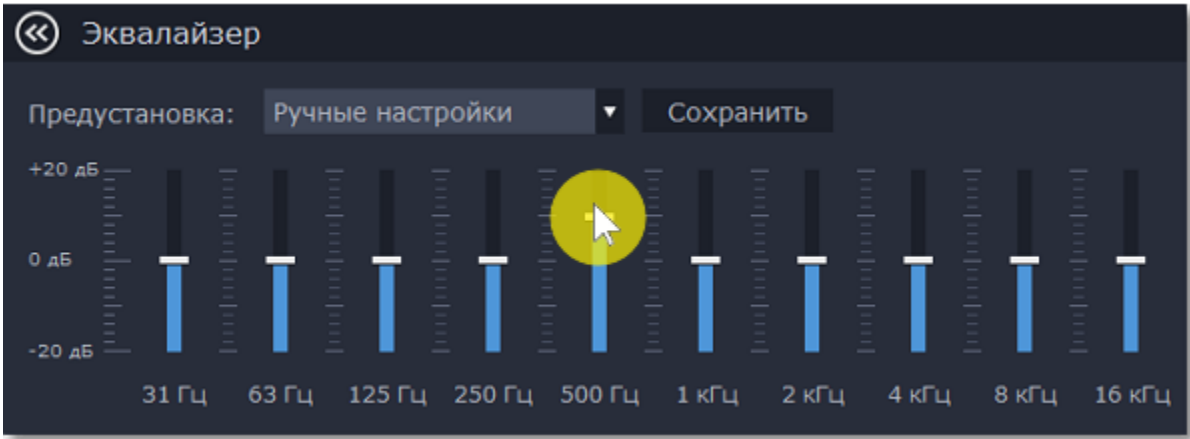 Эквалайзер
Предустановка: Ручные настройки Сохранить
+20 дБ
0 дБ
-20 дБ
31 Гц 63 Гц 125 Гц 250 Гц 500 Гц 1 кГц 2 кГц 4 кГц 8 кГц 16 кГц